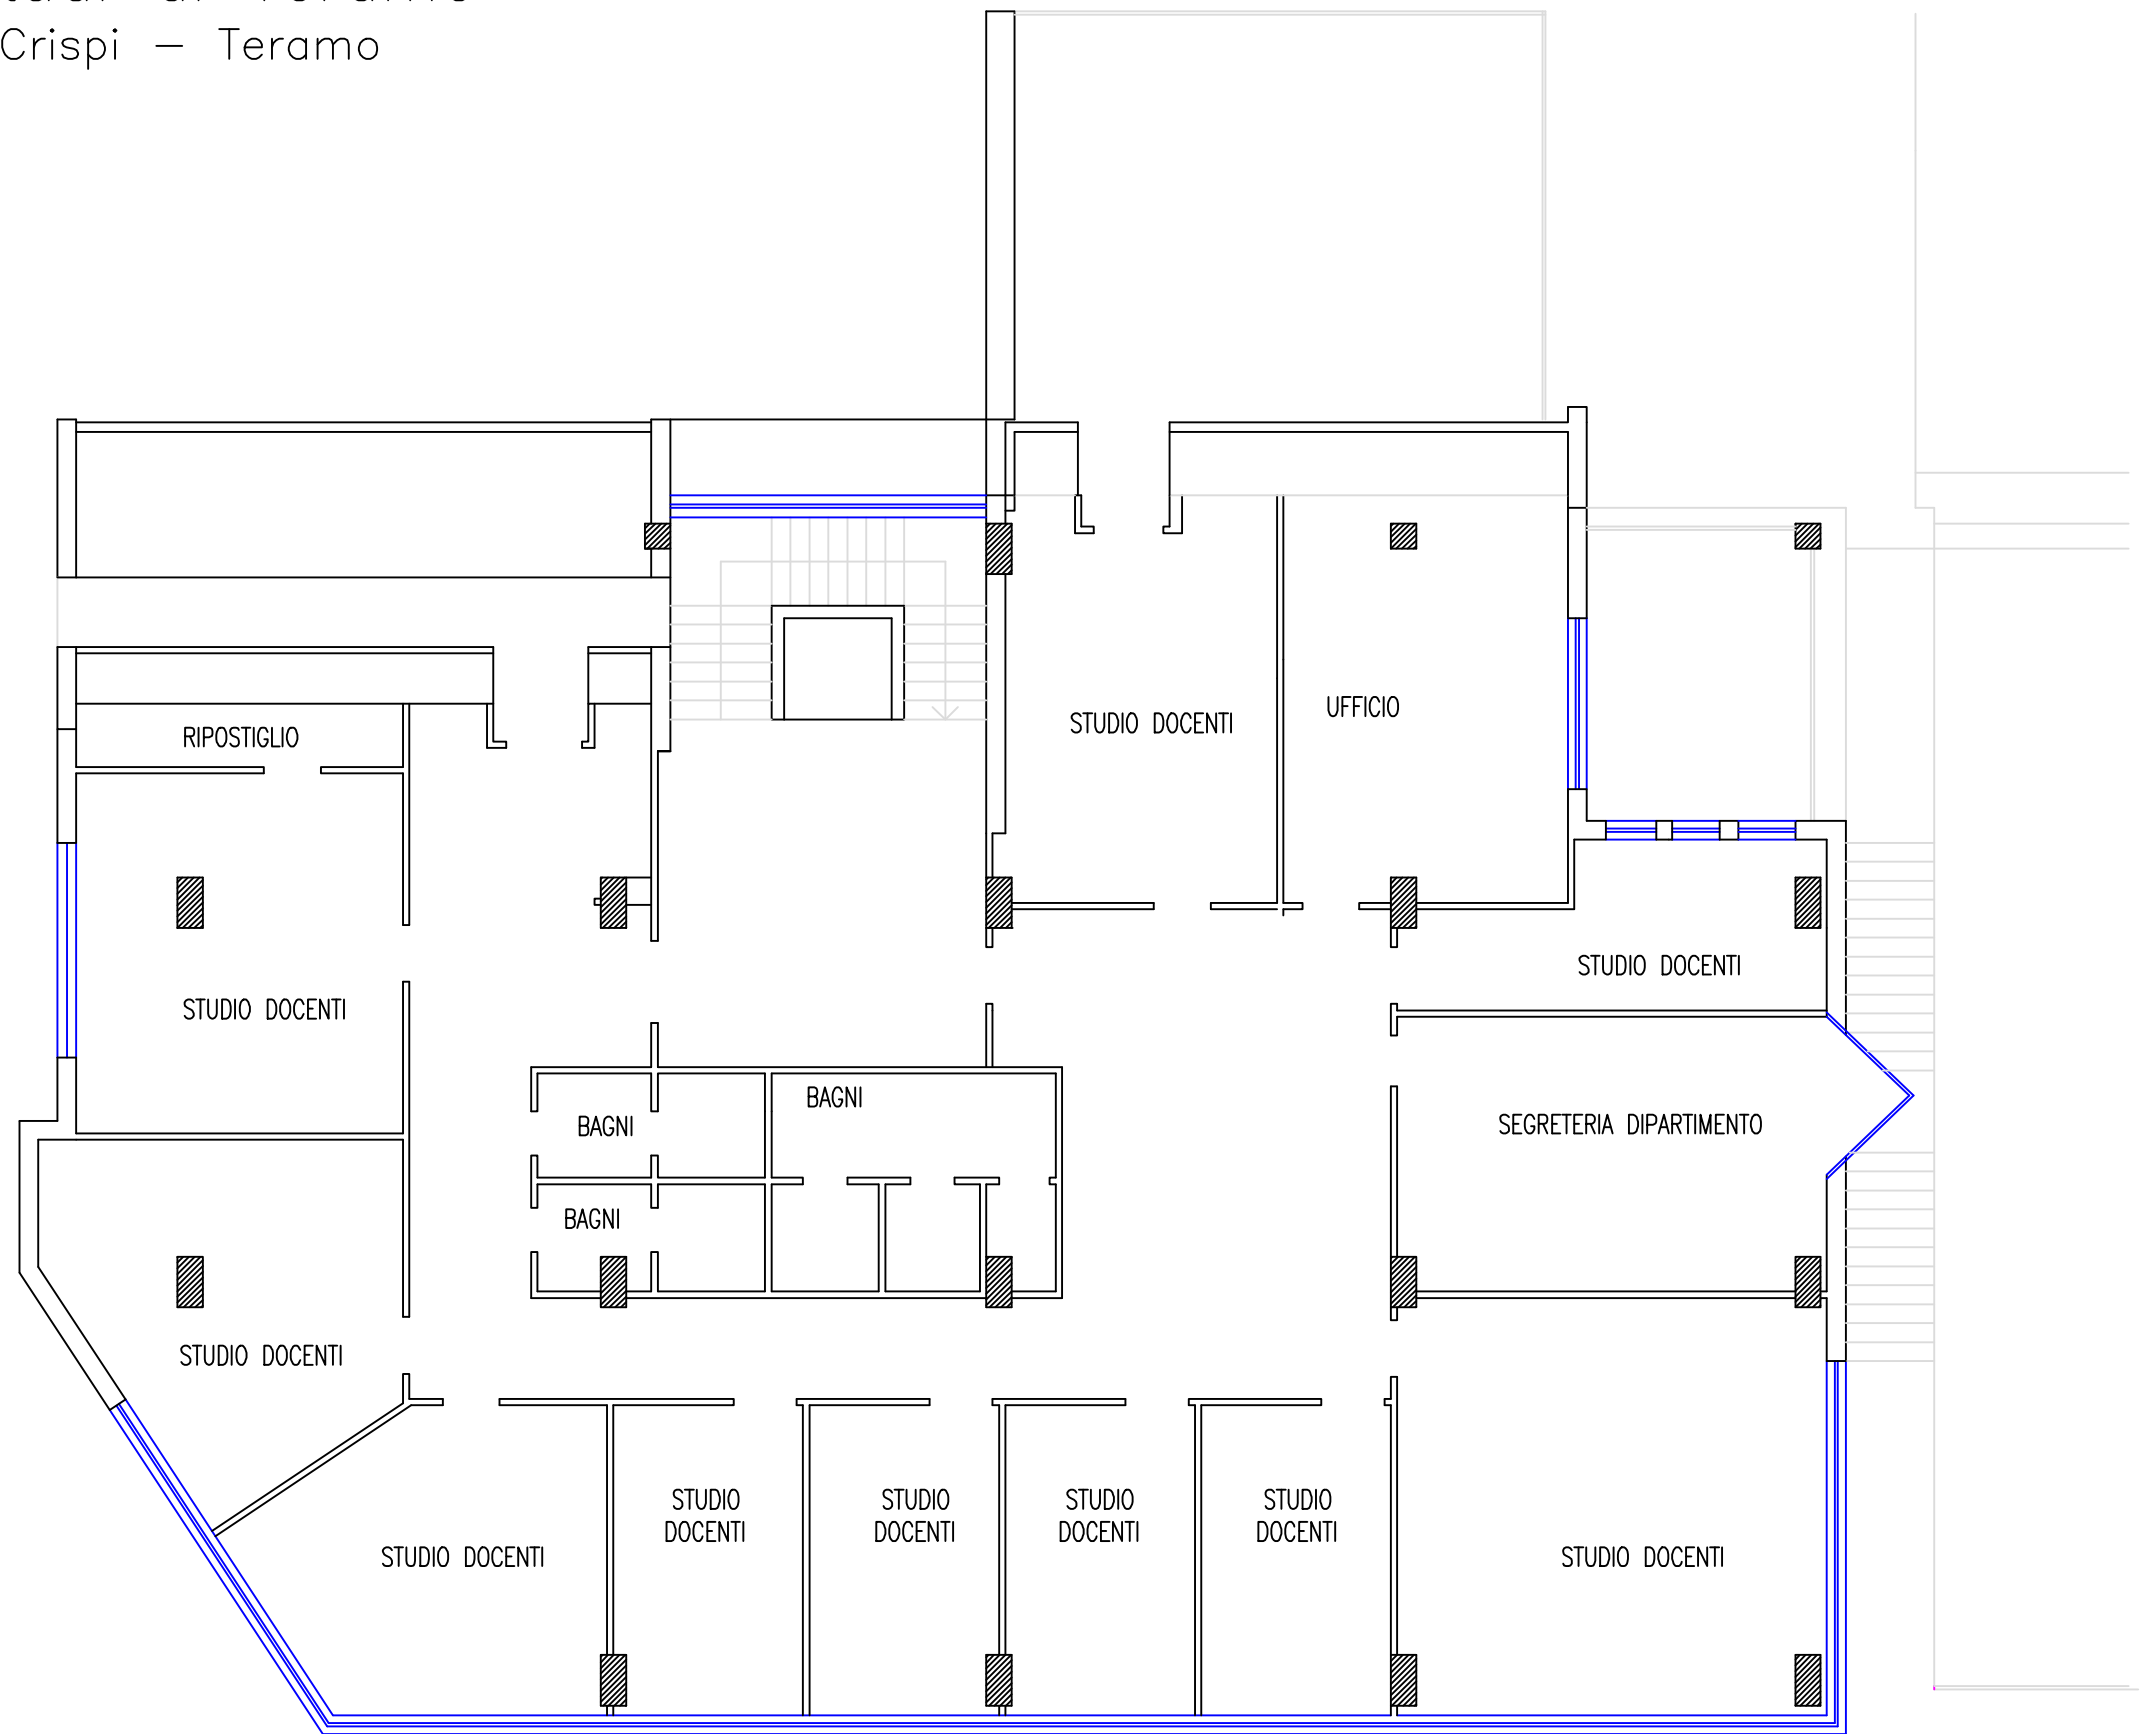 Crispi – Teramo
UFFICIO
STUDIO DOCENTI
RIPOSTIGLIO
STUDIO DOCENTI
STUDIO DOCENTI
BAGNI
BAGNI
SEGRETERIA DIPARTIMENTO
BAGNI
STUDIO DOCENTI
STUDIO
DOCENTI
STUDIO
DOCENTI
STUDIO
DOCENTI
STUDIO
DOCENTI
STUDIO DOCENTI
STUDIO DOCENTI